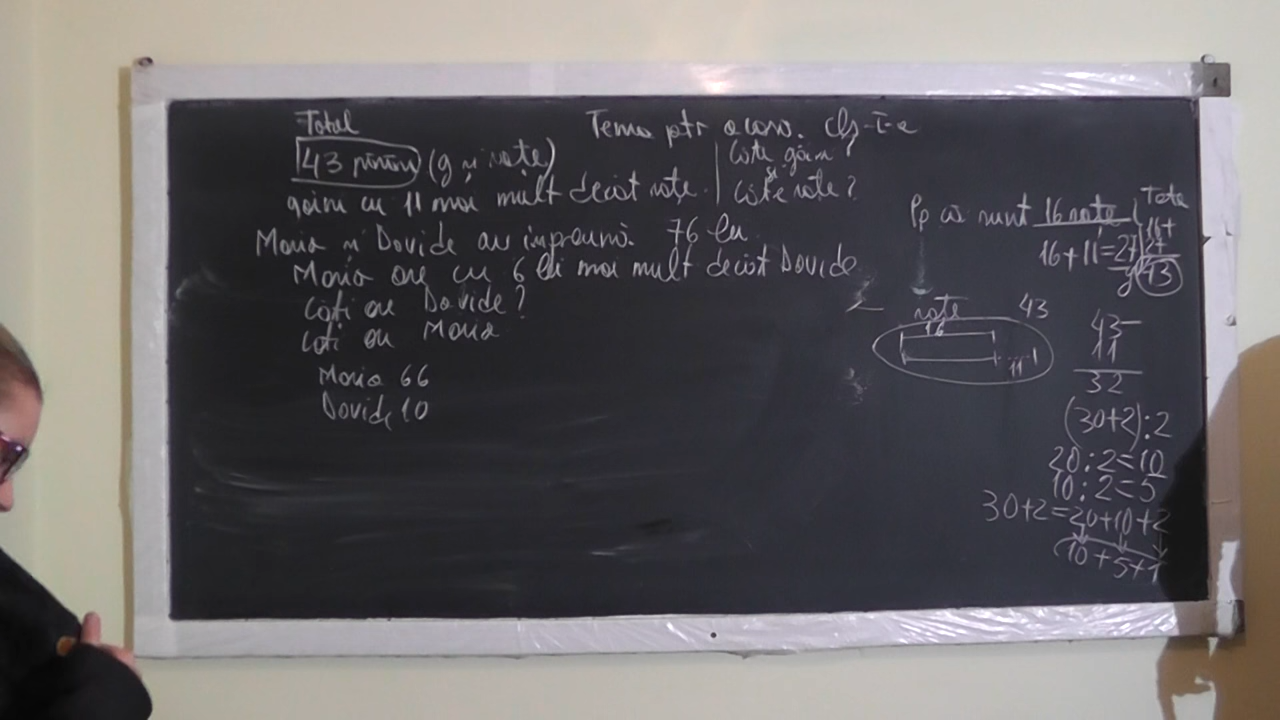 Total
Tema ptr acasă. Cls I-a
43 păsări (g și rațe)
Câte găini
și
găini cu 11 mai mult decât rațe.
Câte rațe?
Maria și Davide au împreună 76 lei
Maria are cu 6 lei mai mult decât Davide
Câți are Davide?
Câți are Maria
Maria 66
Davide 10
Pp că sunt 16 rațe
16+11=27
g
Total
16+
27
43
rațe
43
16
11
43-
11
32
(30+2):2
20:2=10
10:2=5
30+2=20+10+2
10+5+1